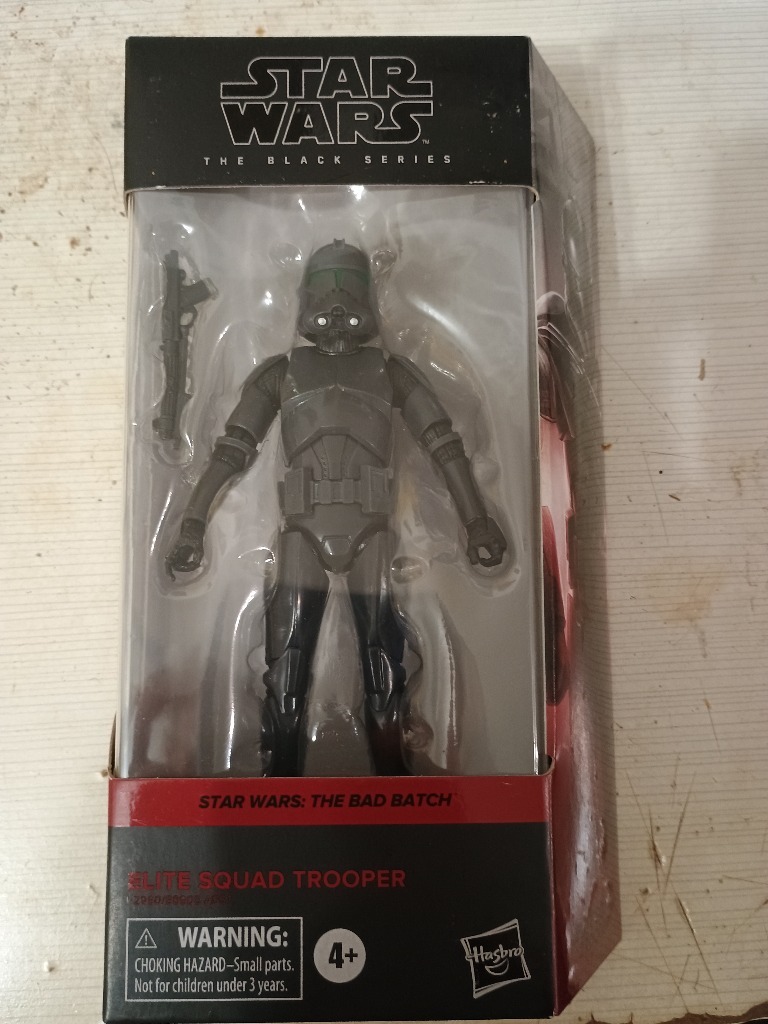 STAR
WARS™
THE BLACK SERIES
STAR WARS: THE BAD BATCH
ELITE SQUAD TROOPER
WARNING:
CHOKING HAZARD–Small parts.
Not for children under 3 years.
4+
Hasbro